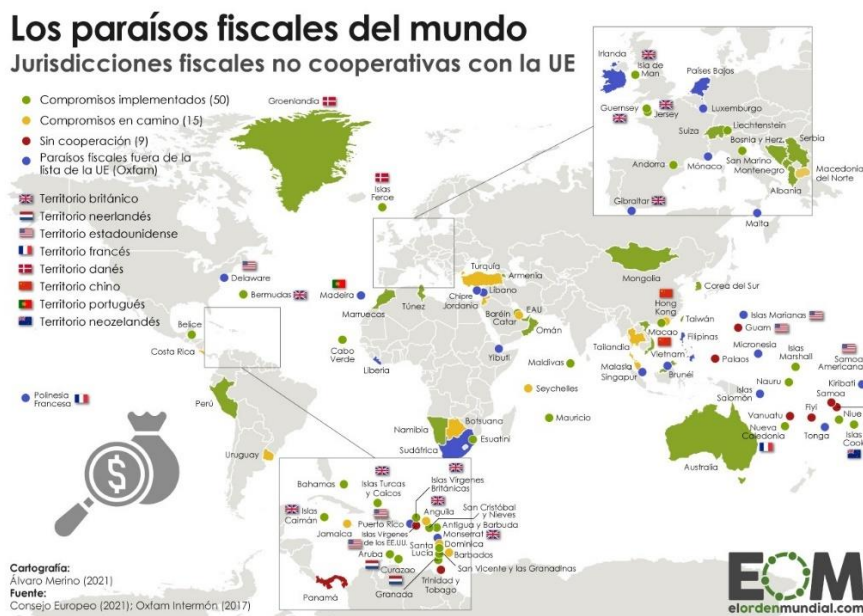 Los paraísos fiscales del mundo
Jurisdicciones fiscales no cooperativas con la UE
Compromisos implementados (50)
Compromisos en camino (15)
Sin cooperación (9)
Paraísos fiscales fuera de la
lista de la UE (Oxfam)
Territorio británico
Territorio neerlandés
Territorio estadounidense
Territorio francés
Territorio danés
Territorio chino
Territorio portugués
Territorio neozelandés
Groenlandia
Islas
Feroe
Irlanda
Isla de
Man
Países Bajos
Guernsey
Jersey
Luxemburgo
Suiza
Liechtenstein
Bosnia y Herz.
Serbia
Andorra
San Marino
Mónaco
Montenegro
Macedonia
del Norte
Albania
Gibraltar
Malta
Delaware
Bermudas
Madeira
Marruecos
Túnez
Turquía
Armenia
Chipre
Líbano
Jordania
Baréin
Catar
EAU
Omán
Mongolia
Corea del Sur
Hong
Kong
Taiwán
Macao
Islas Marianas
Guam
Filipinas
Tailandia
Vietnam
Micronesia
Palaos
Islas
Marshall
Samoa
Americana
Malasia
Singapur
Brunéi
Nauru
Kiribati
Samoa
Islas
Salomón
Vanuatu
Fiyi
Niue
Nueva
Caledonia
Tonga
Islas
Cook
Australia
Belice
Costa Rica
Cabo
Verde
Liberia
Yibuti
Maldivas
Seychelles
Mauricio
Polinesia
Francesa
Perú
Uruguay
Namibia
Botsuana
Esuatini
Sudáfrica
Bahamas
Islas Turcas
y Caicos
Islas Vírgenes
Británicas
Islas
Caimán
Anguila
San Cristóbal
y Nieves
Jamaica
Puerto Rico
Islas Vírgenes
de los EE.UU.
Antigua y Barbuda
Monserrat
Dominica
Santa
Lucía
Barbados
Aruba
Curazao
San Vicente y las Granadinas
Granada
Trinidad y
Tobago
Panamá
$
Cartografía:
Álvaro Merino (2021)
Fuente:
Consejo Europeo (2021); Oxfam Intermón (2017)
EOM
elordenmundial.com